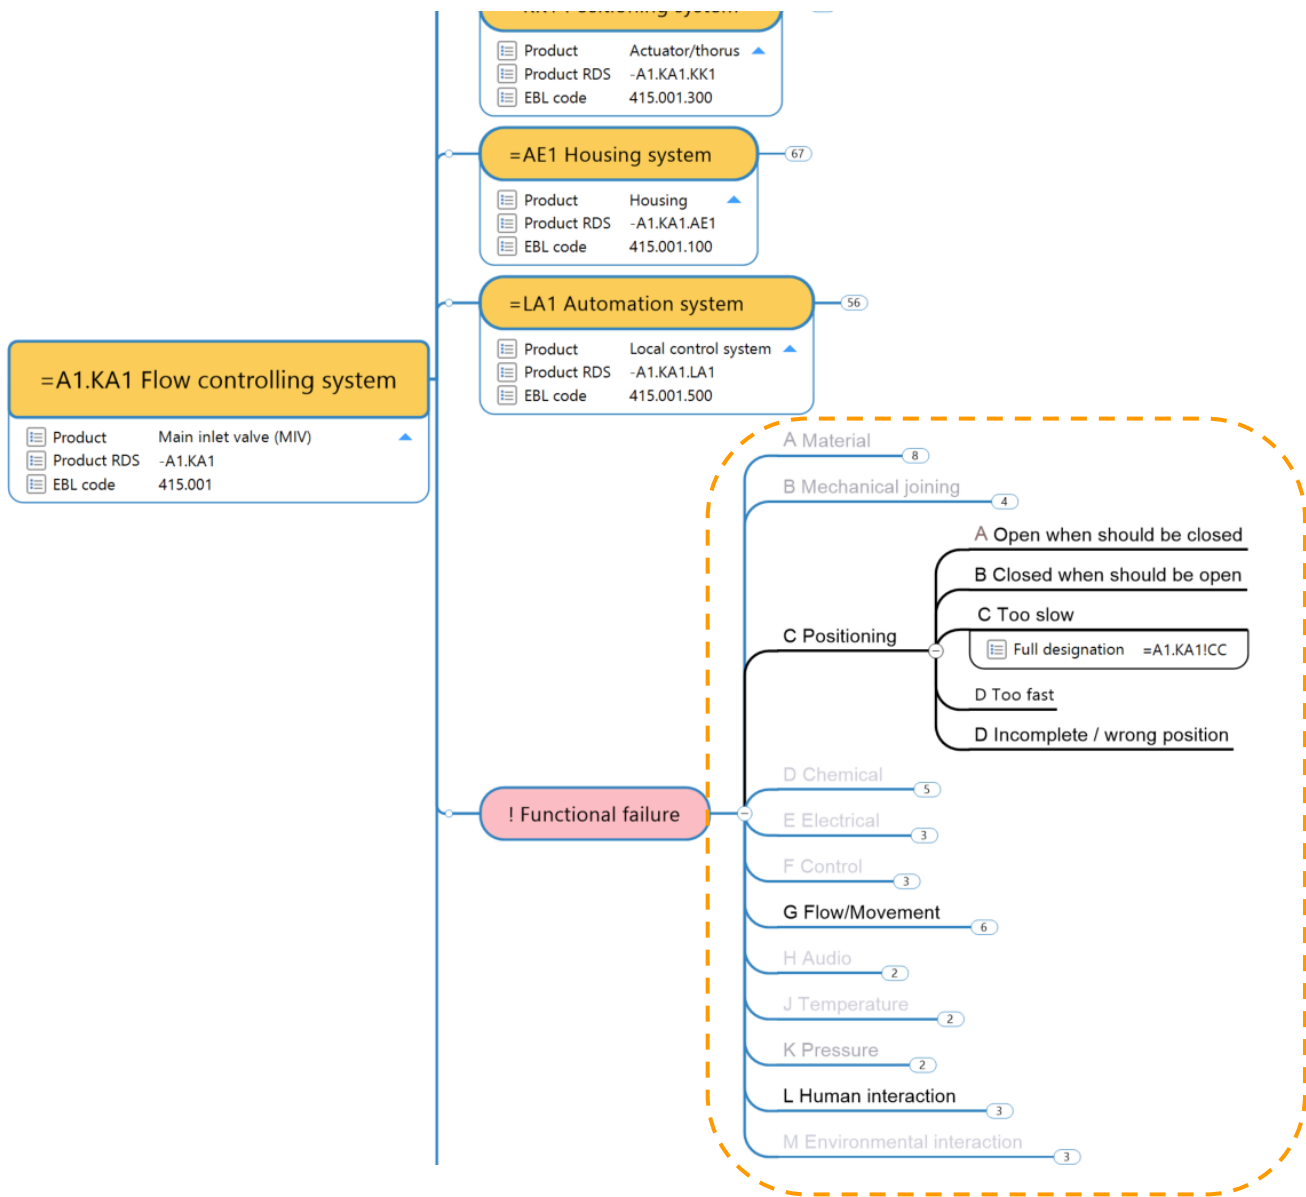 =KK1 Positioning system
Product Actuator/thorus
Product RDS -A1.KA1.KK1
EBL code 415.001.300
=AE1 Housing system 67
Product Housing
Product RDS -A1.KA1.AE1
EBL code 415.001.100
=LA1 Automation system 56
Product Local control system
Product RDS -A1.KA1.LA1
EBL code 415.001.500
=A1.KA1 Flow controlling system
Product Main inlet valve (MIV)
Product RDS -A1.KA1
EBL code 415.001
! Functional failure
A Material 8
B Mechanical joining 4
C Positioning
A Open when should be closed
B Closed when should be open
C Too slow
Full designation =A1.KA1!CC
D Too fast
D Incomplete / wrong position
D Chemical 5
E Electrical 3
F Control 3
G Flow/Movement 6
H Audio 2
J Temperature 2
K Pressure 2
L Human interaction 3
M Environmental interaction 3